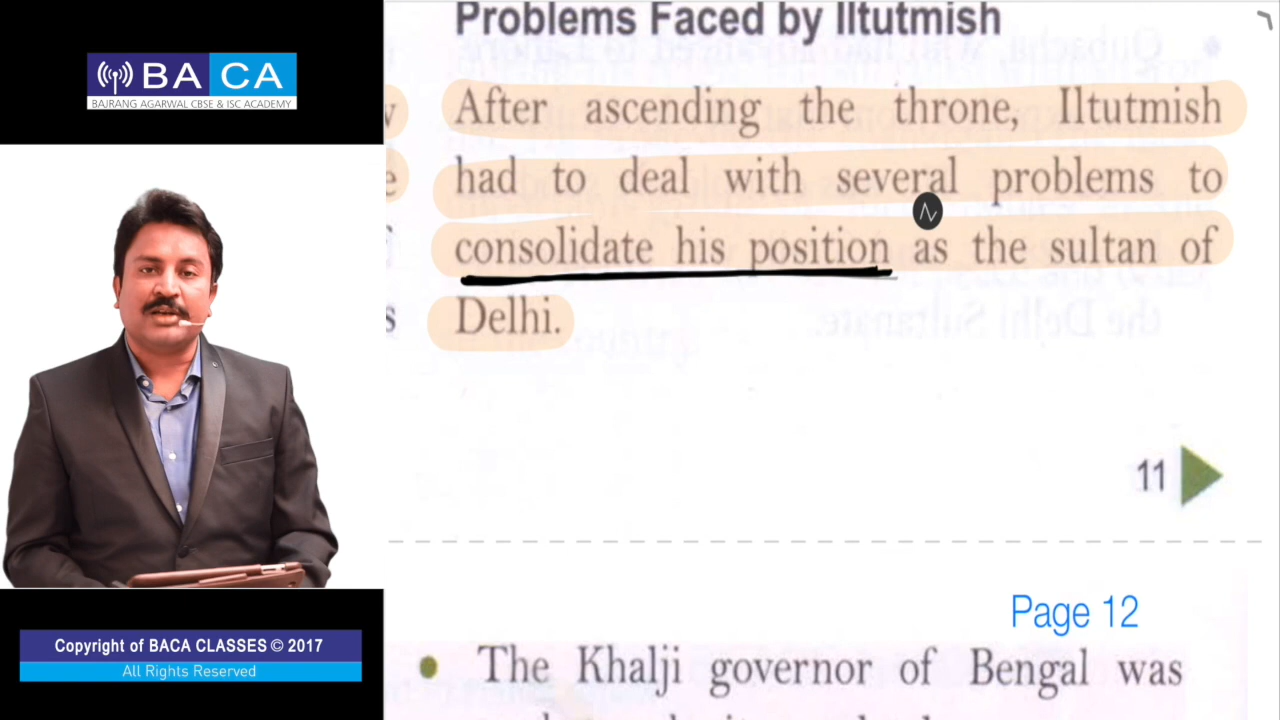 BACA
BAJRANG AGARWAL CBSE & ISC ACADEMY
Problems Faced by Iltutmish
After ascending the throne, Iltutmish
had to deal with several problems to
consolidate his position as the sultan of
Delhi.
11
Page 12
The Khalji governor of Bengal was
Copyright of BACA CLASSES © 2017
All Rights Reserved